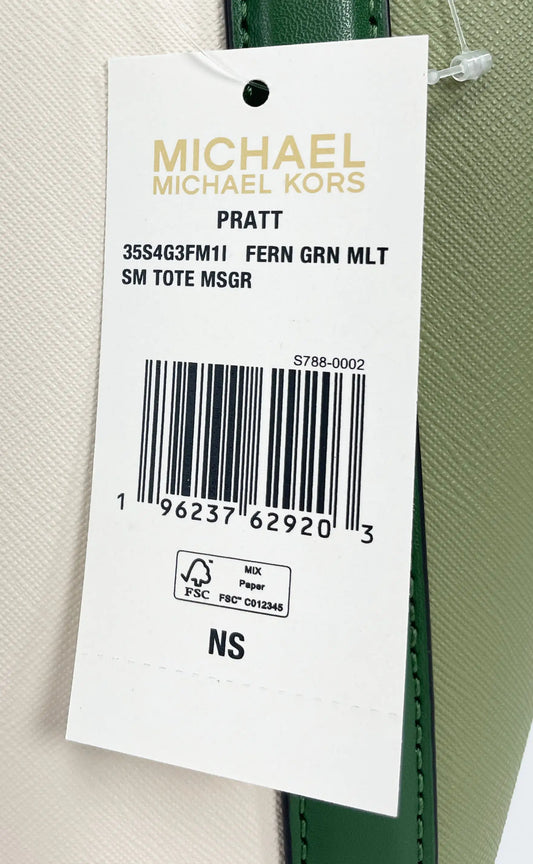 MICHAEL
MICHAEL KORS
PRATT
35S4G3FM1I FERN GRN MLT
SM TOTE MSGR
S788-0002
1 96237 62920 3
FSC
MIX
Paper
FSC™ C012345
NS